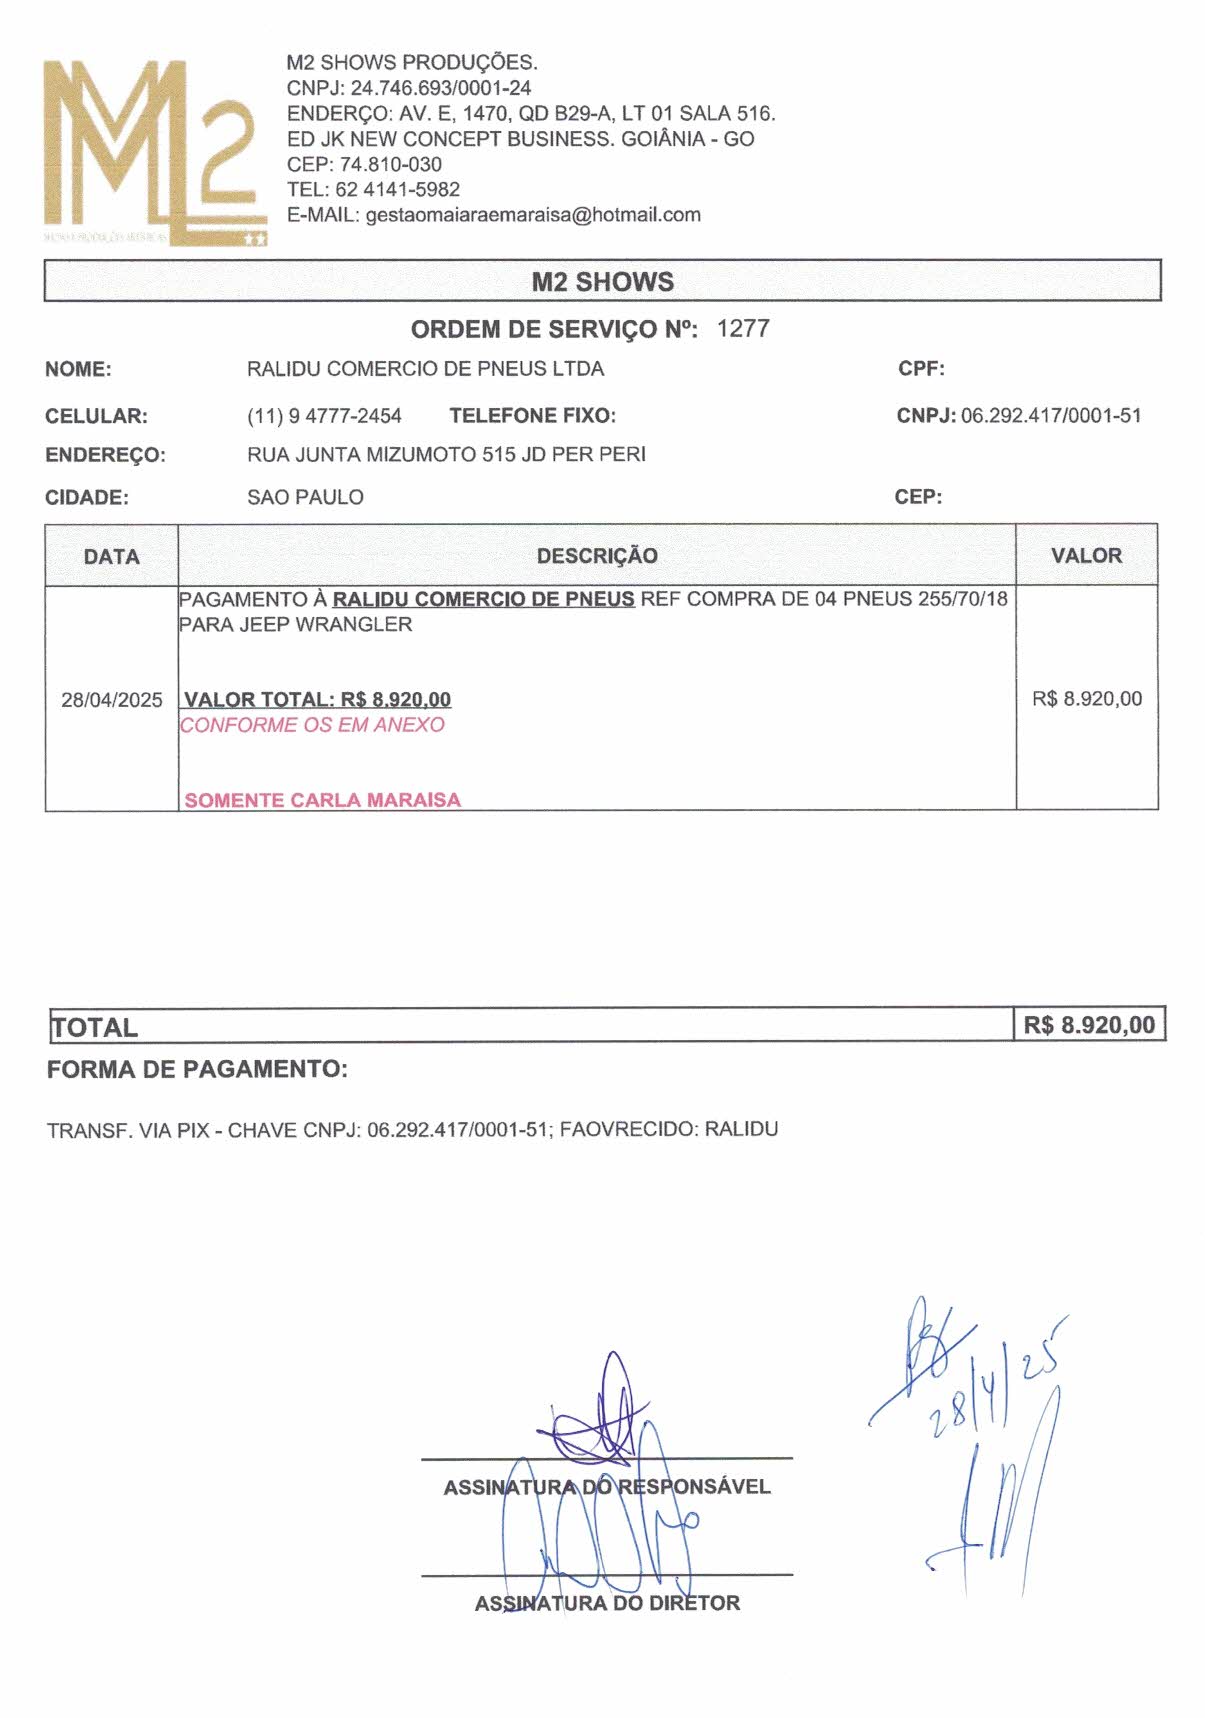 M2 SHOWS PRODUÇÕES.
CNPJ: 24.746.693/0001-24
ENDERÇO: AV. E, 1470, QD B29-A, LT 01 SALA 516.
ED JK NEW CONCEPT BUSINESS. GOIÂNIA - GO
CEP: 74.810-030
TEL: 62 4141-5982
E-MAIL: gestaomaiaraemaraisa@hotmail.com
M2
M2 SHOWS
ORDEM DE SERVIÇO Nº: 1277
NOME: RALIDU COMERCIO DE PNEUS LTDA CPF:
CELULAR: (11) 9 4777-2454 TELEFONE FIXO: CNPJ: 06.292.417/0001-51
ENDEREÇO: RUA JUNTA MIZUMOTO 515 JD PER PERI
CIDADE: SAO PAULO CEP:
DATA DESCRIÇÃO VALOR
PAGAMENTO À RALIDU COMERCIO DE PNEUS REF COMPRA DE 04 PNEUS 255/70/18
PARA JEEP WRANGLER
28/04/2025 VALOR TOTAL: R$ 8.920,00 R$ 8.920,00
CONFORME OS EM ANEXO
SOMENTE CARLA MARAISA
TOTAL R$ 8.920,00
FORMA DE PAGAMENTO:
TRANSF. VIA PIX - CHAVE CNPJ: 06.292.417/0001-51; FAOVRECIDO: RALIDU
28/4/25
ASSINATURA DO RESPONSÁVEL
ASSINATURA DO DIRETOR